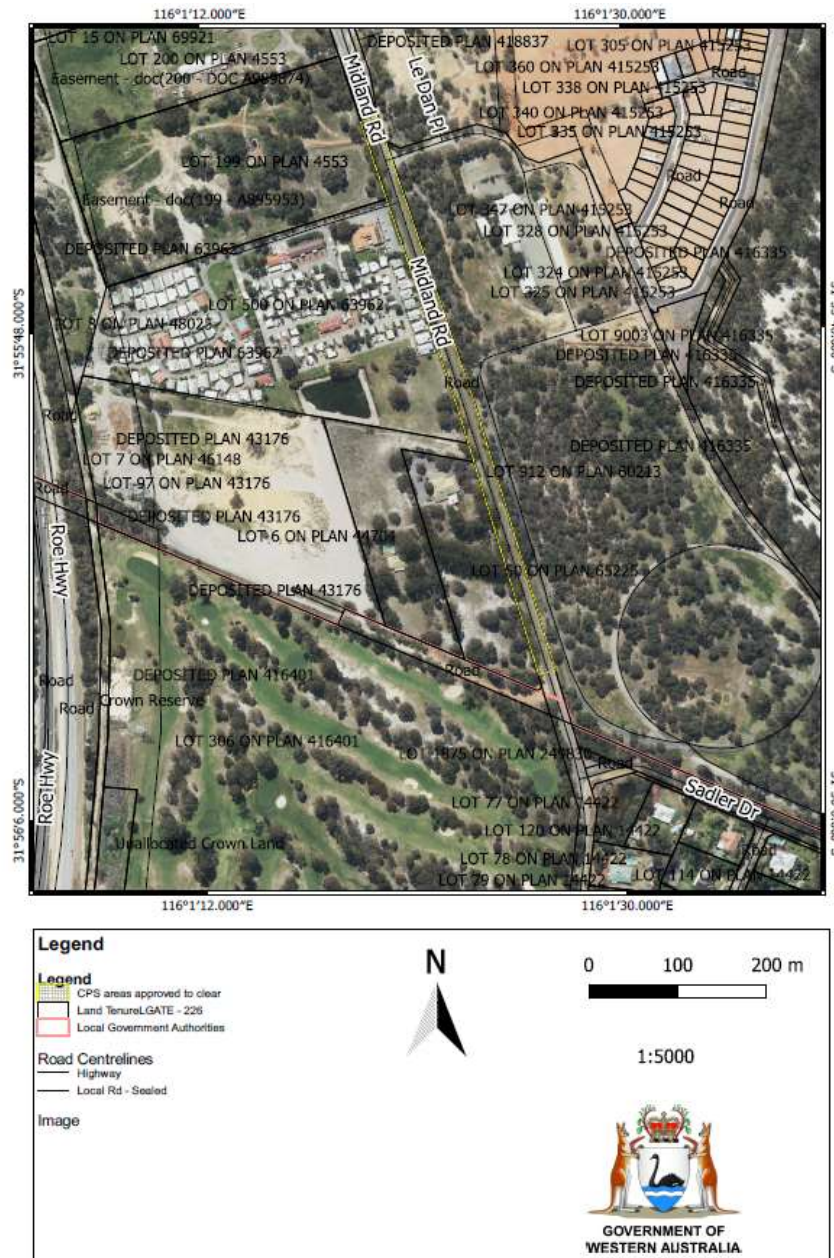 116°1'12.000"E 116°1'30.000"E
LOT 15 ON PLAN 69921
DEPOSITED PLAN 418837
LOT 305 ON PLAN 415253
LOT 200 ON PLAN 4553
LOT 360 ON PLAN 415253
Road
Easement - doc(200 - DOC A989874)
Midland Rd
Le Dan Pl
LOT 338 ON PLAN 415253
LOT 340 ON PLAN 415253
LOT 335 ON PLAN 415253
LOT 199 ON PLAN 4553
Road
Easement - doc(199 - A895953)
LOT 347 ON PLAN 415253
Road
LOT 328 ON PLAN 415253
DEPOSITED PLAN 63962
DEPOSITED PLAN 416335
Midland Rd
LOT 324 ON PLAN 415253
LOT 325 ON PLAN 415253
LOT 500 ON PLAN 63962
LOT 8 ON PLAN 48023
31°55'48.000"S
LOT 9003 ON PLAN 416335
DEPOSITED PLAN 63962
DEPOSITED PLAN 416335
Road
DEPOSITED PLAN 416335
Road
DEPOSITED PLAN 43176
DEPOSITED PLAN 416335
LOT 7 ON PLAN 46148
LOT 912 ON PLAN 60213
LOT 97 ON PLAN 43176
Road
DEPOSITED PLAN 43176
LOT 6 ON PLAN 44704
Roe Hwy
LOT 50 ON PLAN 65225
DEPOSITED PLAN 43176
Road
DEPOSITED PLAN 416401
Road
Crown Reserve
Road
LOT 306 ON PLAN 416401
Roe Hwy
Road
Sadler Dr
LOT 77 ON PLAN 14422
31°56'6.000"S
LOT 120 ON PLAN 14422
Unallocated Crown Land
Road
LOT 78 ON PLAN 14422
LOT 79 ON PLAN 14422
LOT 114 ON PLAN 14422
116°1'12.000"E 116°1'30.000"E
Legend
Legend
CPS areas approved to clear
Land TenureLGATE - 226
Local Government Authorities
Road Centrelines
Highway
Local Rd - Sealed
Image
N
0 100 200 m
1:5000
GOVERNMENT OF
WESTERN AUSTRALIA